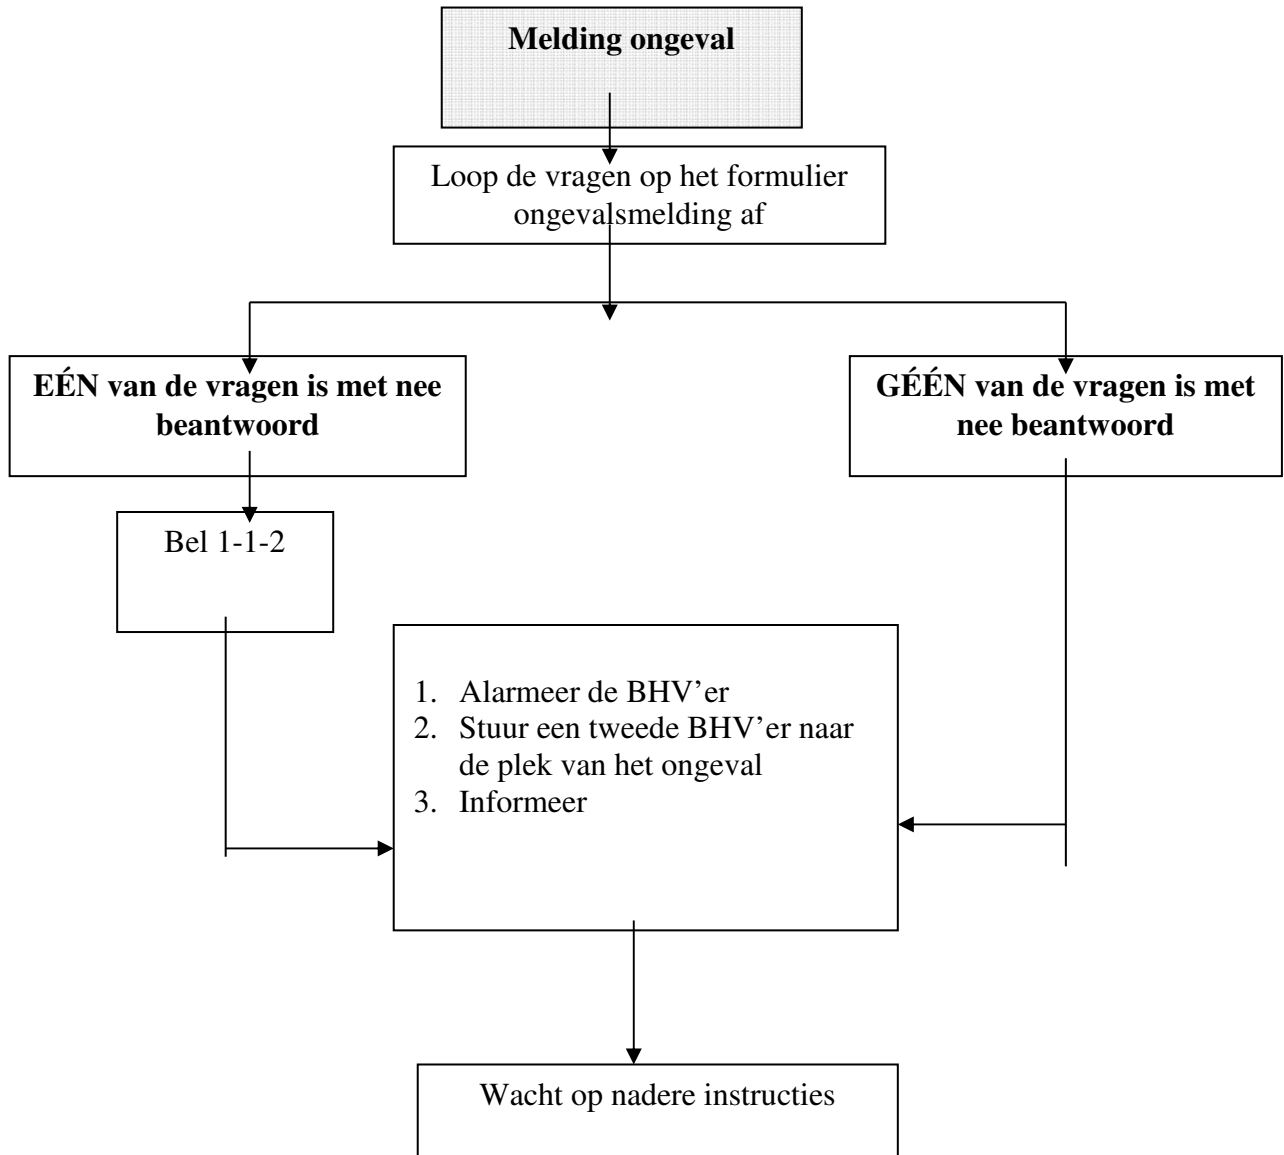 Melding ongeval
Loop de vragen op het formulier
ongevalsmelding af
EÉN van de vragen is met nee
beantwoord
GÉÉN van de vragen is met
nee beantwoord
Bel 1-1-2
1. Alarmeer de BHV’er
2. Stuur een tweede BHV’er naar
de plek van het ongeval
3. Informeer
Wacht op nadere instructies